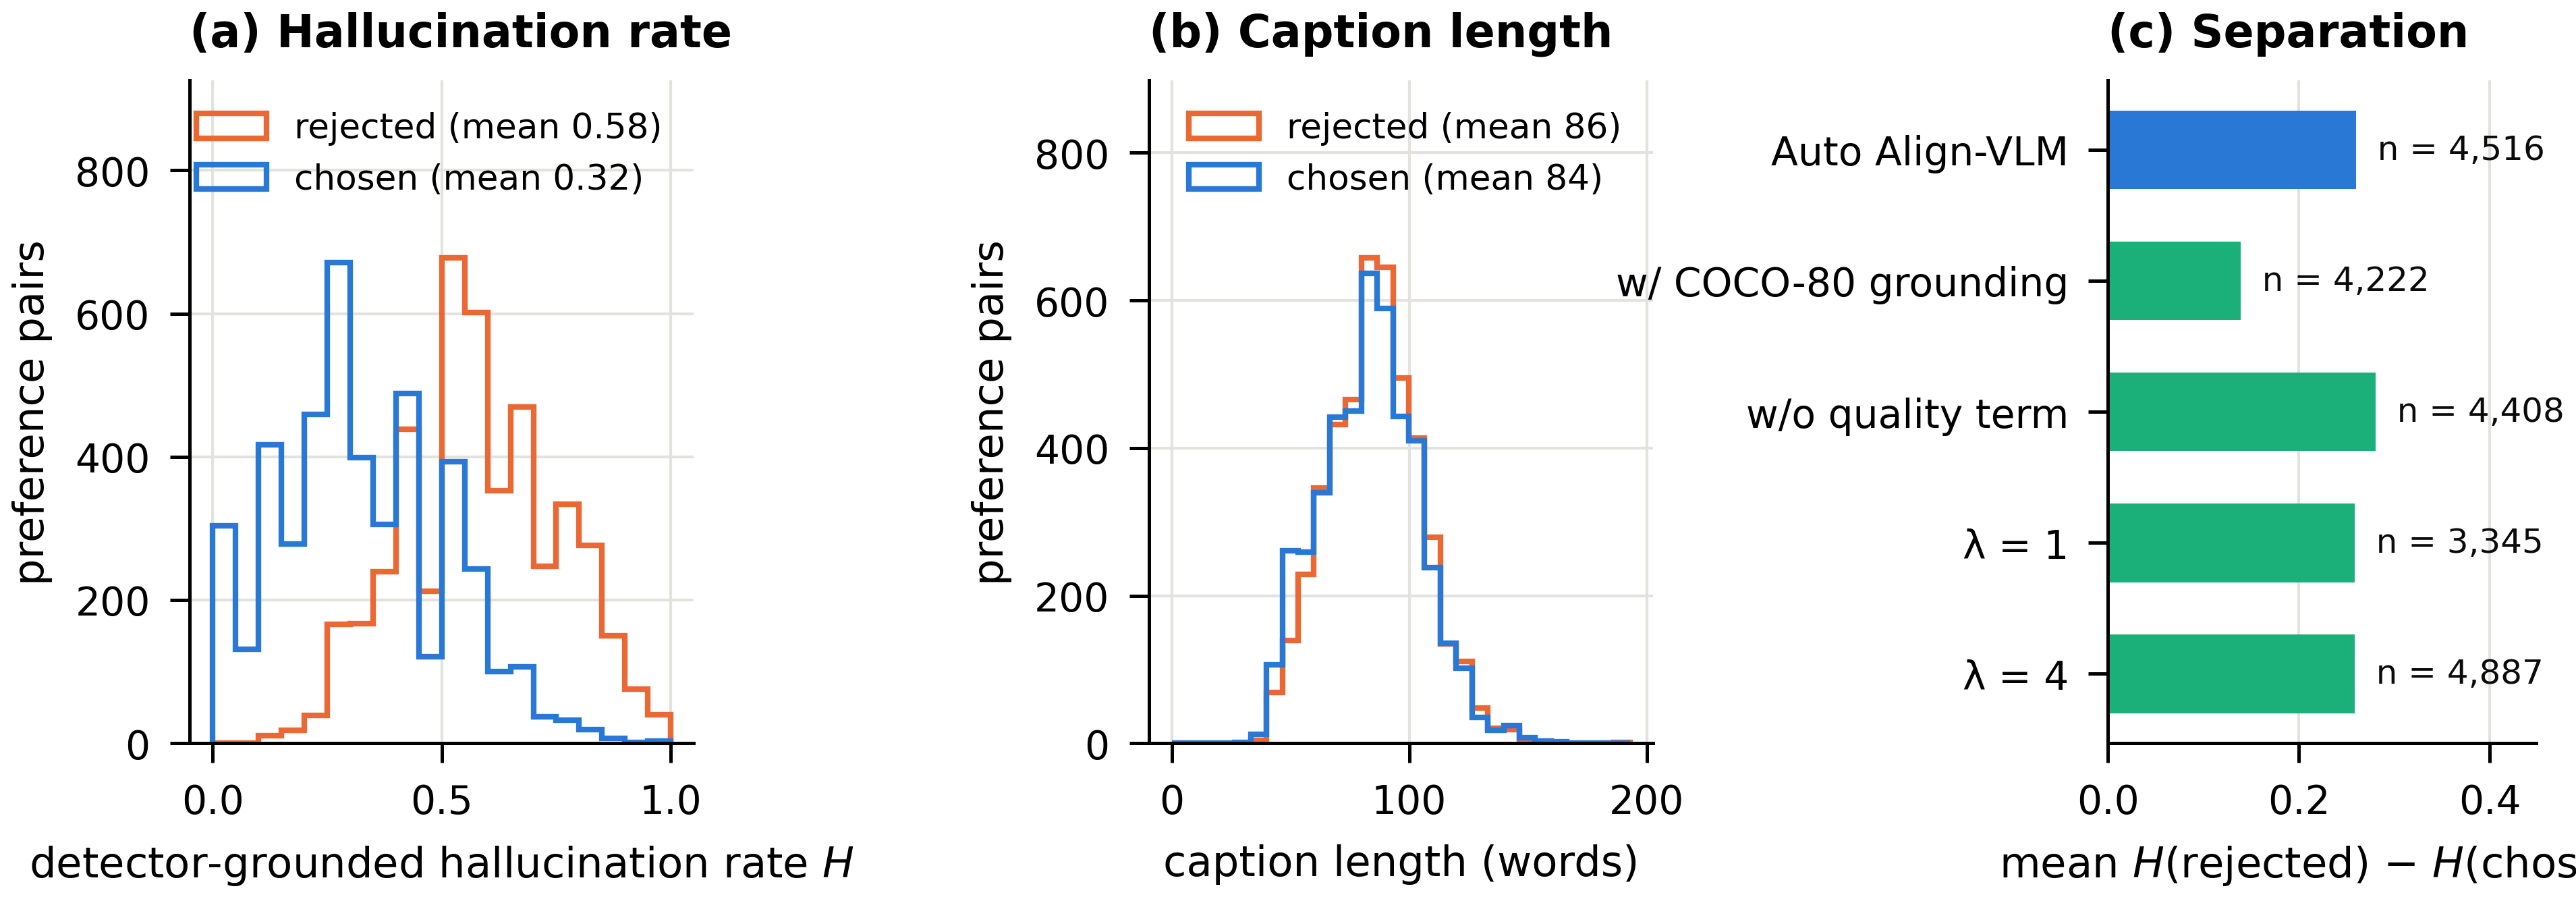 (a) Hallucination rate
rejected (mean 0.58)
chosen (mean 0.32)
preference pairs
800
600
400
200
0
0.0
0.5
1.0
detector-grounded hallucination rate H
(b) Caption length
rejected (mean 86)
chosen (mean 84)
preference pairs
800
600
400
200
0
0
100
200
caption length (words)
(c) Separation
Auto Align-VLM
n = 4,516
w/ COCO-80 grounding
n = 4,222
w/o quality term
n = 4,408
λ = 1
n = 3,345
λ = 4
n = 4,887
0.0
0.2
0.4
mean H(rejected) − H(chos